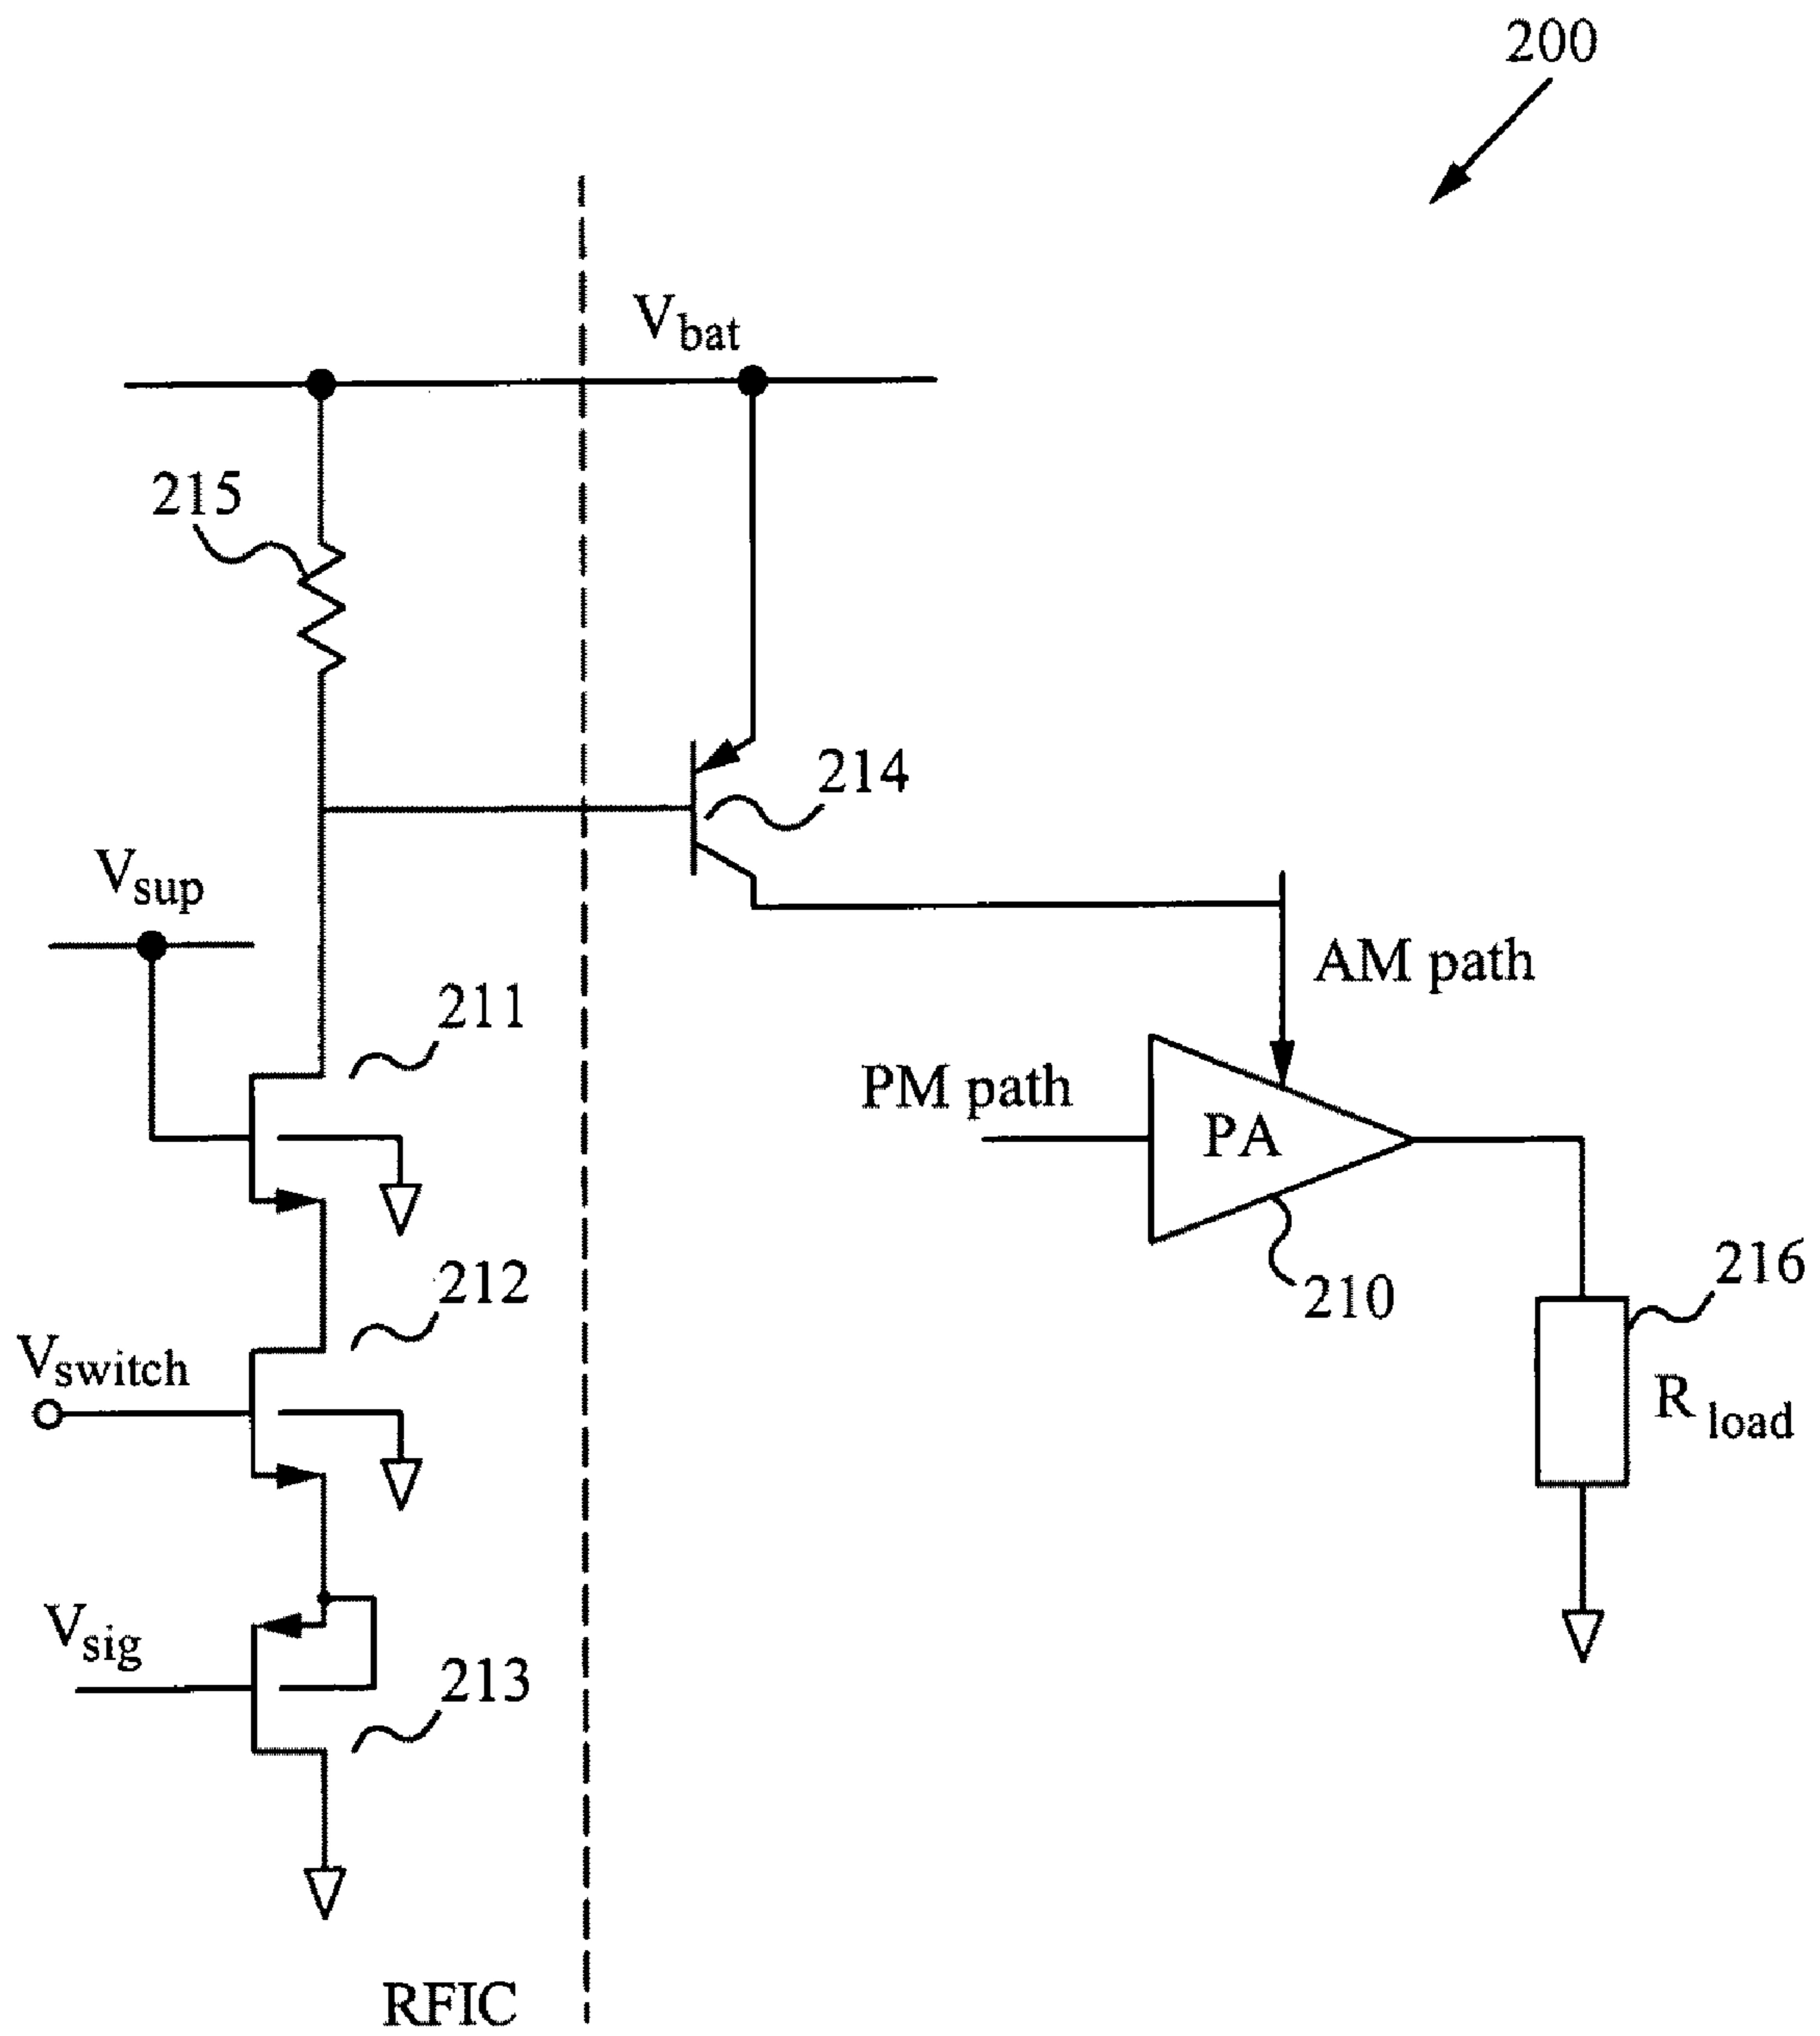 200
Vbat
215
214
Vsup
211
AM path
PM path
PA
212
210
216
Vswitch
Rload
Vsig
213
RFIC